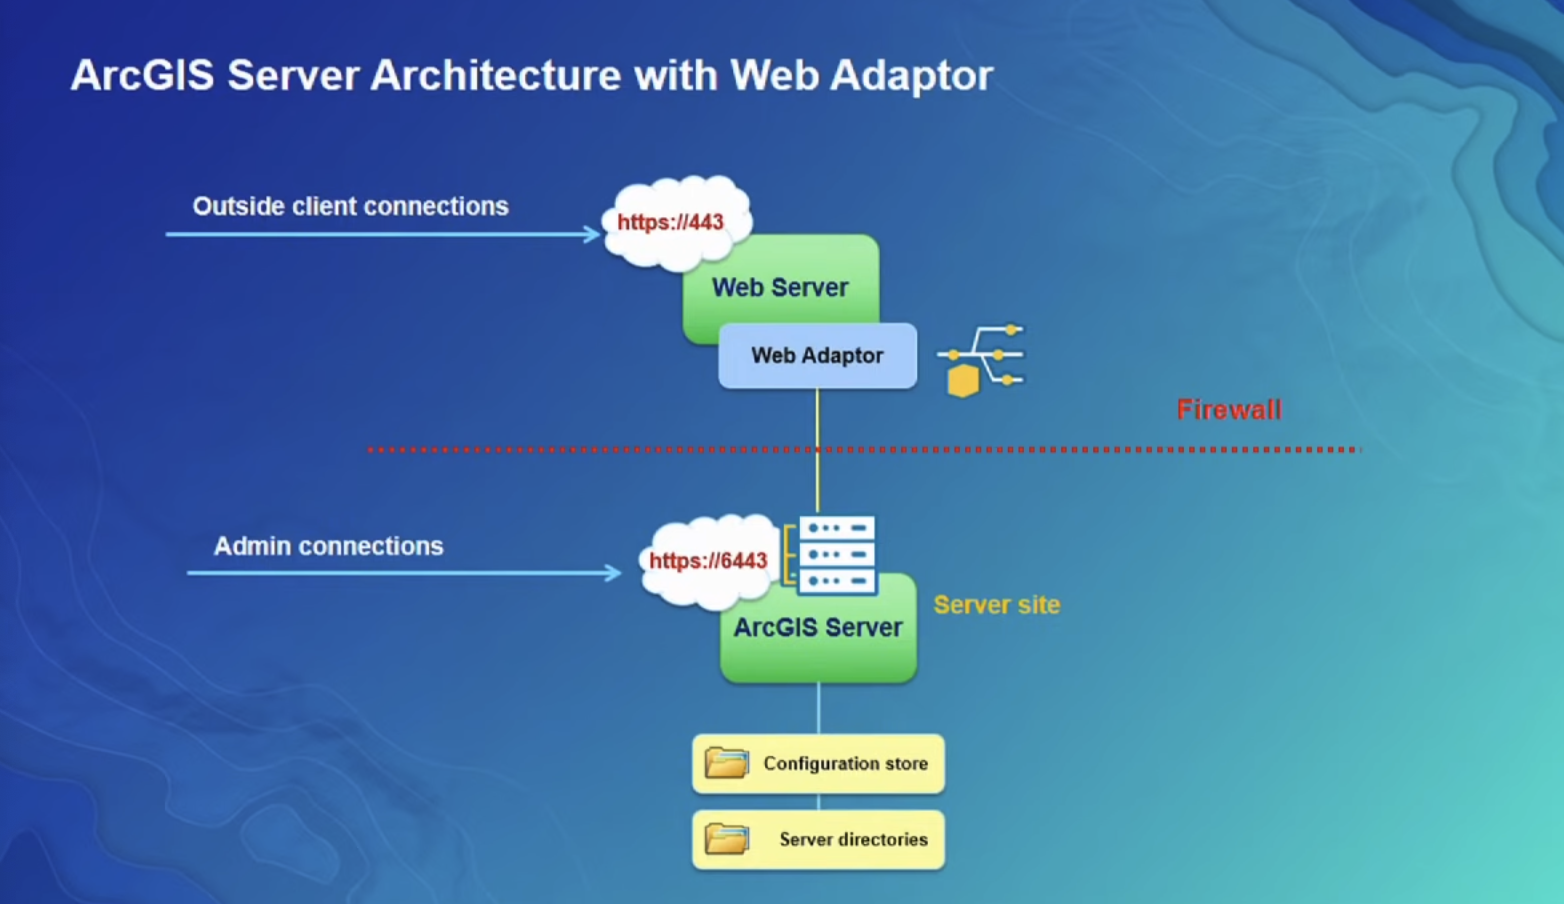 ArcGIS Server Architecture with Web Adaptor
Outside client connections
https://443
Web Server
Web Adaptor
Firewall
Admin connections
https://6443
Server site
ArcGIS Server
Configuration store
Server directories